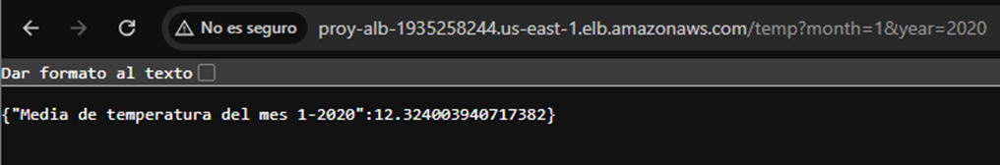 No es seguro proy-alb-1935258244.us-east-1.elb.amazonaws.com/temp?month=1&year=2020
Dar formato al texto
{"Media de temperatura del mes 1-2020":12.324003940717382}